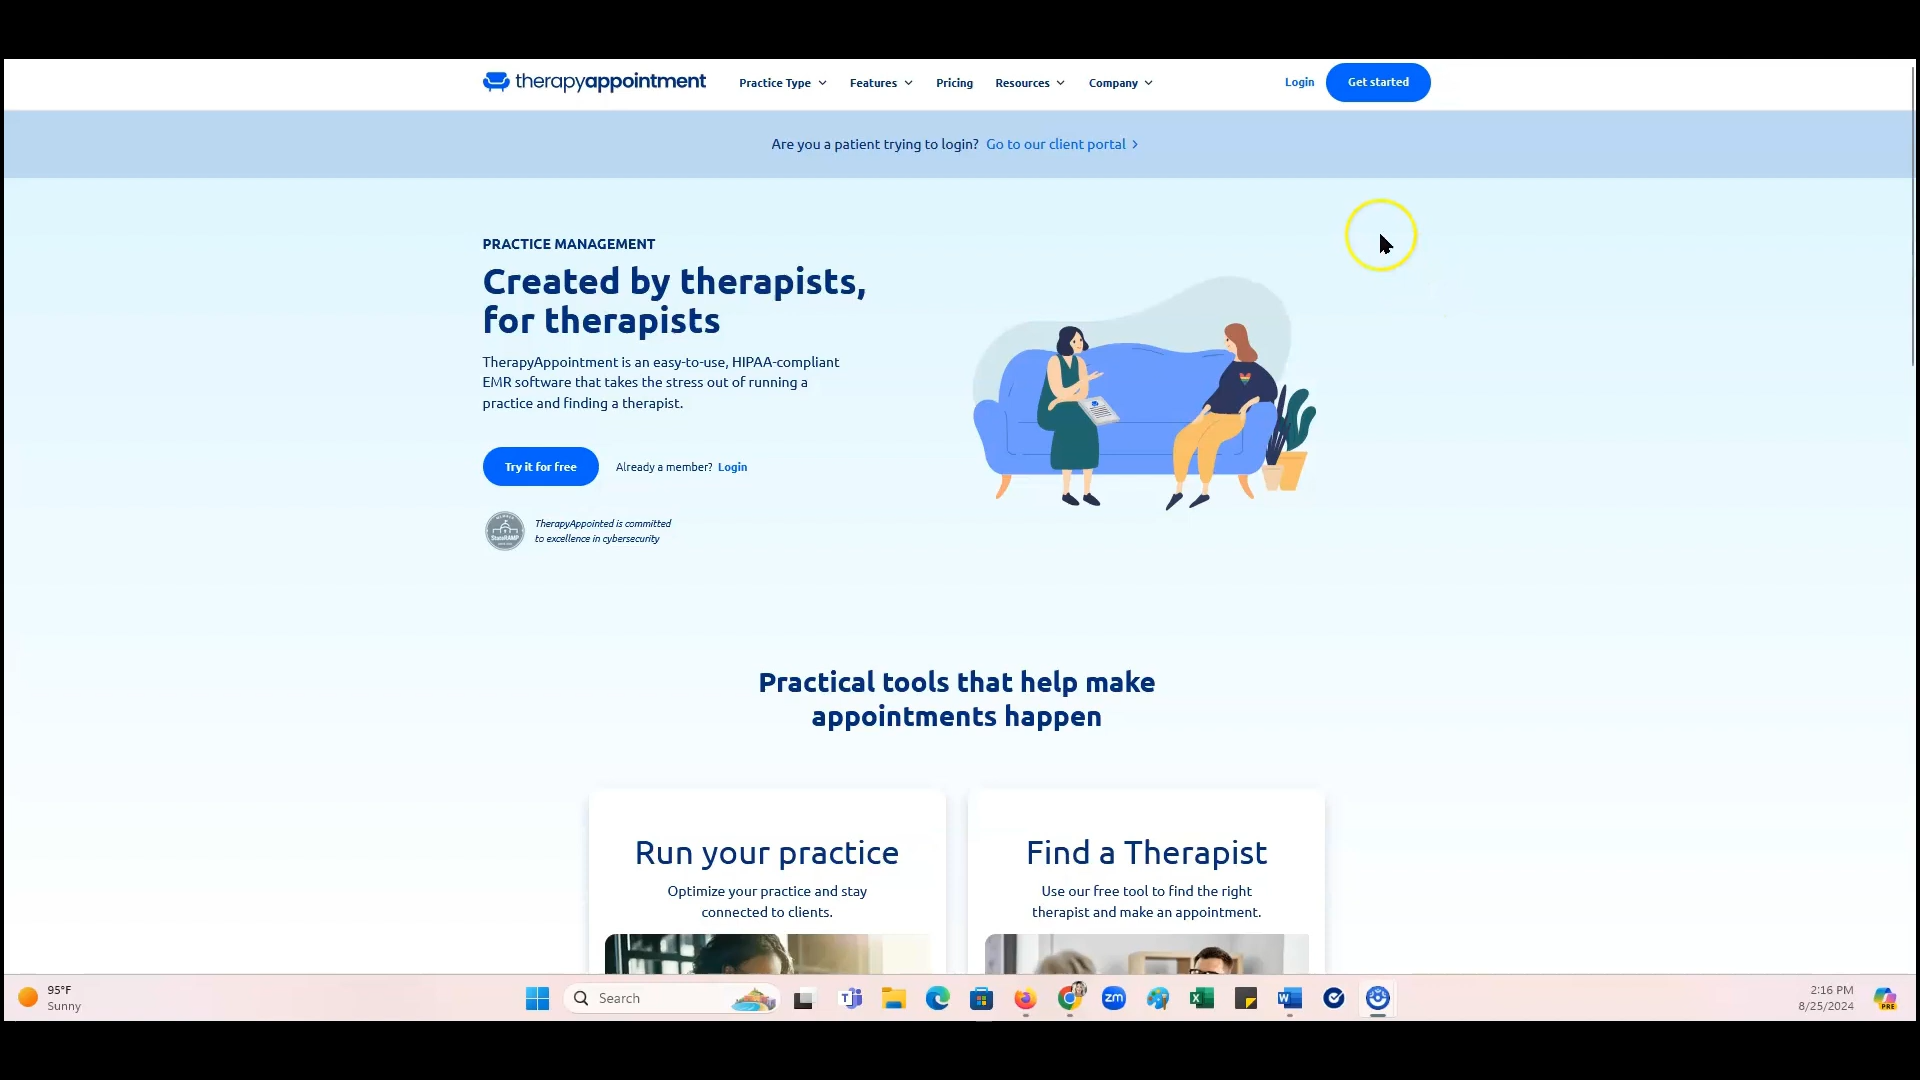 therapyappointment
Practice Type
Features
Pricing
Resources
Company
Login
Get started
Are you a patient trying to login? Go to our client portal
PRACTICE MANAGEMENT
Created by therapists,
for therapists
TherapyAppointment is an easy-to-use, HIPAA-compliant
EMR software that takes the stress out of running a
practice and finding a therapist.
Try it for free
Already a member? Login
StateRAMP
TherapyAppointed is committed
to excellence in cybersecurity
Practical tools that help make
appointments happen
Run your practice
Optimize your practice and stay
connected to clients.
Find a Therapist
Use our free tool to find the right
therapist and make an appointment.
95°F
Sunny
Search
zm
2:16 PM
8/25/2024
PRE